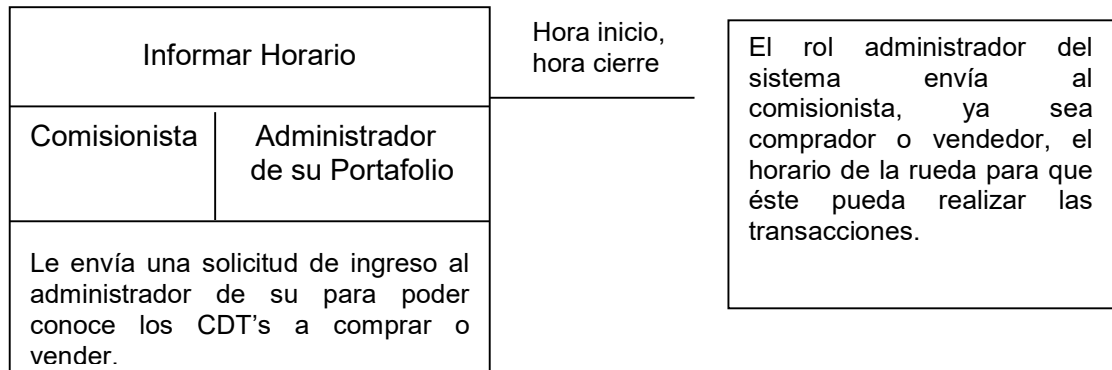 Informar Horario
Comisionista
Administrador
de su Portafolio
Le envía una solicitud de ingreso al
administrador de su para poder
conoce los CDT's a comprar o
vender.
Hora inicio,
hora cierre
El rol administrador del
sistema envía al
comisionista, ya sea
comprador o vendedor, el
horario de la rueda para que
éste pueda realizar las
transacciones.